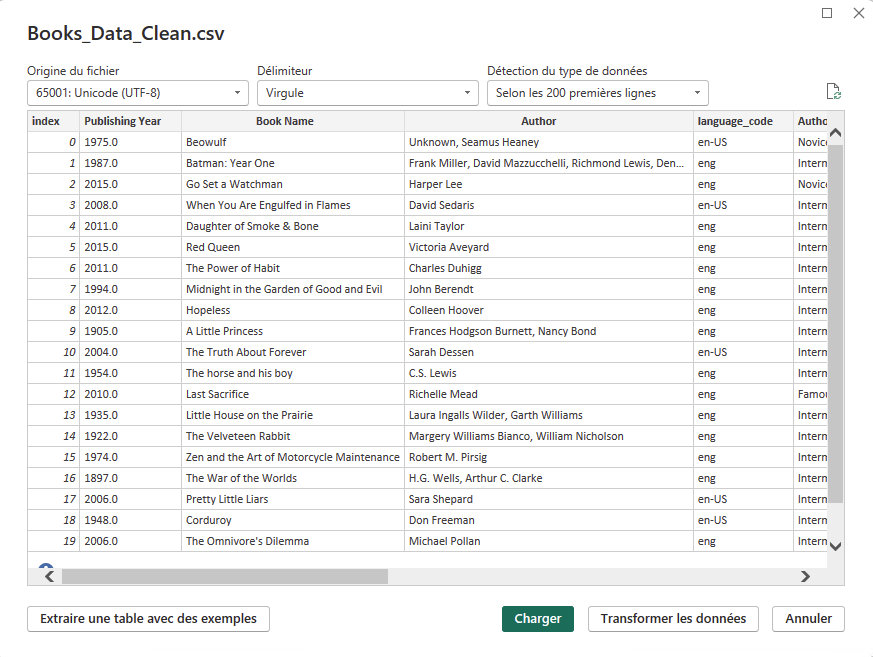 Books_Data_Clean.csv
Origine du fichier Délimiteur Détection du type de données
65001: Unicode (UTF-8) Virgule Selon les 200 premières lignes
index Publishing Year Book Name Author language_code Autho
0 1975.0 Beowulf Unknown, Seamus Heaney en-US Novic
1 1987.0 Batman: Year One Frank Miller, David Mazzucchelli, Richmond Lewis, Den... eng Intern
2 2015.0 Go Set a Watchman Harper Lee eng Novic
3 2008.0 When You Are Engulfed in Flames David Sedaris en-US Intern
4 2011.0 Daughter of Smoke & Bone Laini Taylor eng Intern
5 2015.0 Red Queen Victoria Aveyard eng Intern
6 2011.0 The Power of Habit Charles Duhigg eng Intern
7 1994.0 Midnight in the Garden of Good and Evil John Berendt eng Intern
8 2012.0 Hopeless Colleen Hoover eng Intern
9 1905.0 A Little Princess Frances Hodgson Burnett, Nancy Bond eng Intern
10 2004.0 The Truth About Forever Sarah Dessen en-US Intern
11 1954.0 The horse and his boy C.S. Lewis eng Intern
12 2010.0 Last Sacrifice Richelle Mead eng Famou
13 1935.0 Little House on the Prairie Laura Ingalls Wilder, Garth Williams eng Intern
14 1922.0 The Velveteen Rabbit Margery Williams Bianco, William Nicholson eng Intern
15 1974.0 Zen and the Art of Motorcycle Maintenance Robert M. Pirsig eng Intern
16 1897.0 The War of the Worlds H.G. Wells, Arthur C. Clarke eng Intern
17 2006.0 Pretty Little Liars Sara Shepard en-US Intern
18 1948.0 Corduroy Don Freeman en-US Intern
19 2006.0 The Omnivore's Dilemma Michael Pollan eng Intern
Extraire une table avec des exemples Charger Transformer les données Annuler